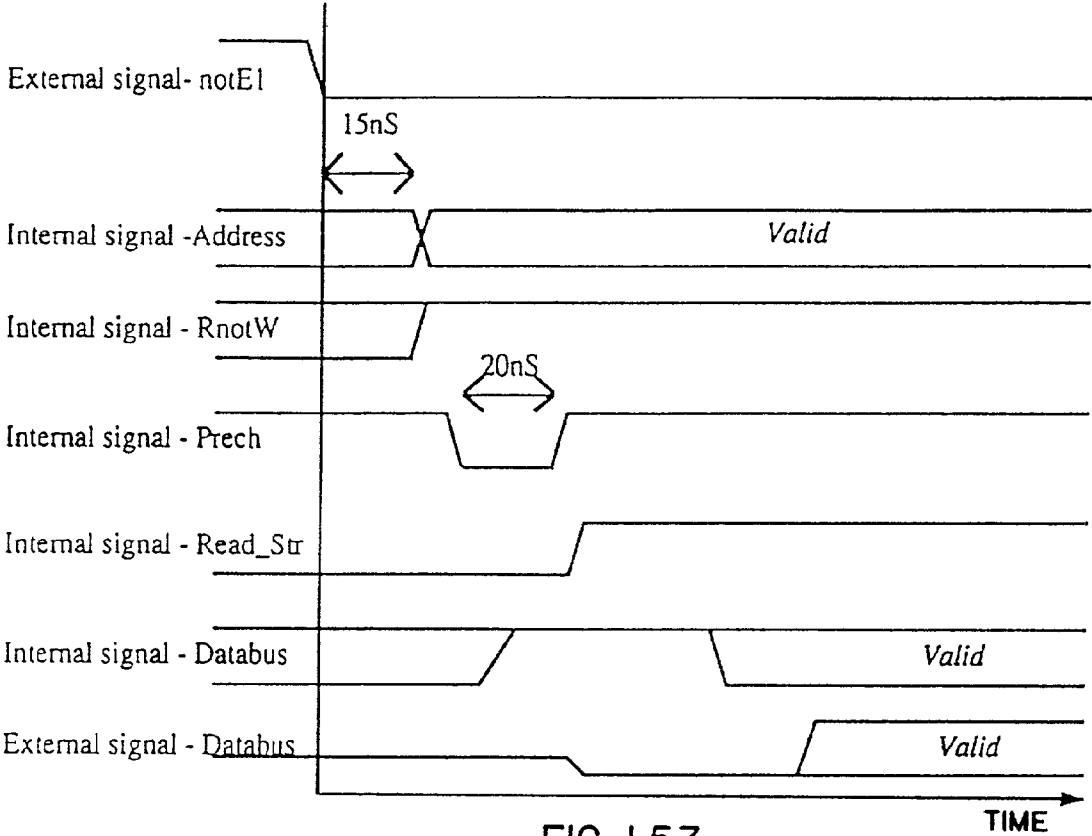 External signal- notE1
15nS
Internal signal -Address
Valid
Internal signal - RnotW
20nS
Internal signal - Prech
Internal signal - Read_Str
Internal signal - Databus
Valid
External signal - Databus
Valid
TIME